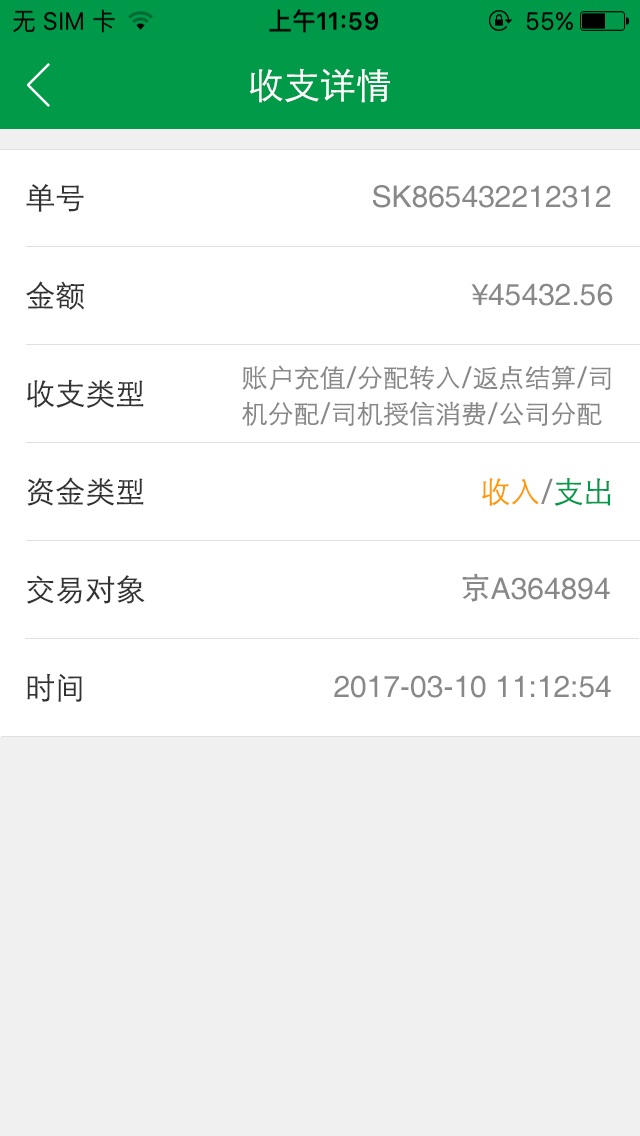 无 SIM 卡 上午11:59 55%
收支详情
单号 SK865432212312
金额 ¥45432.56
收支类型 账户充值/分配转入/返点结算/司
机分配/司机授信消费/公司分配
资金类型 收入/支出
交易对象 京A364894
时间 2017-03-10 11:12:54